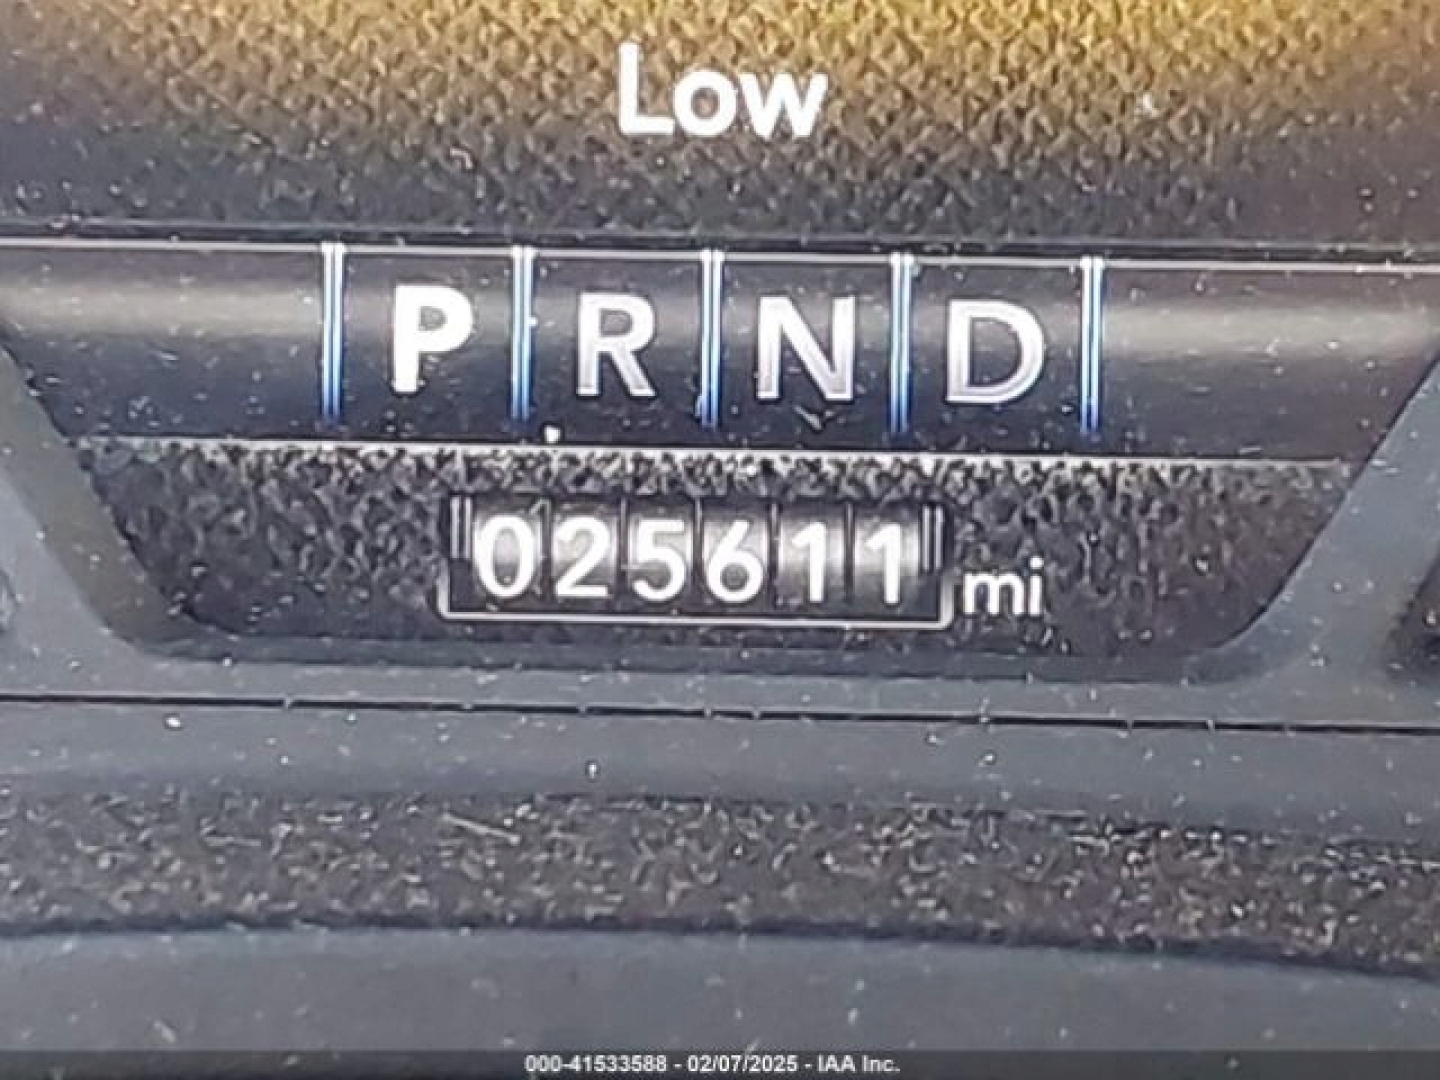 Low
P R N D
025611 mi
000-41533588 - 02/07/2025 - IAA Inc.